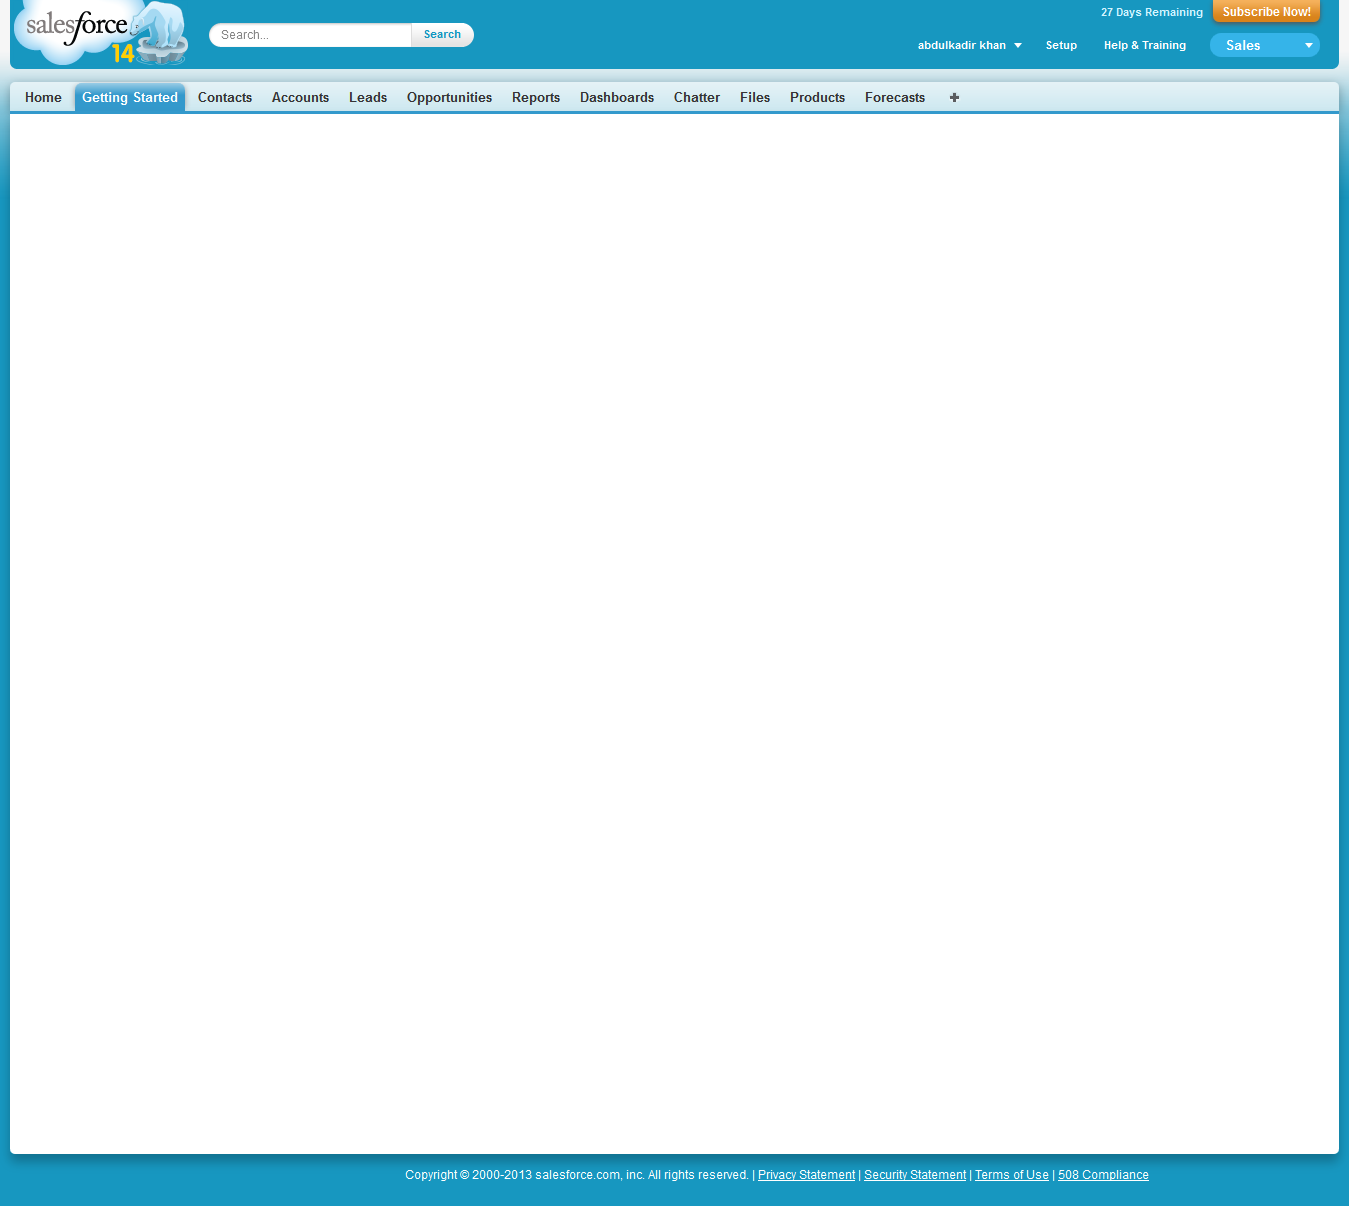 salesforce
14
Search...
Search
27 Days Remaining
Subscribe Now!
abdulkadir khan
Setup
Help & Training
Sales
Home
Getting Started
Contacts
Accounts
Leads
Opportunities
Reports
Dashboards
Chatter
Files
Products
Forecasts
Copyright © 2000-2013 salesforce.com, inc. All rights reserved. | Privacy Statement | Security Statement | Terms of Use | 508 Compliance